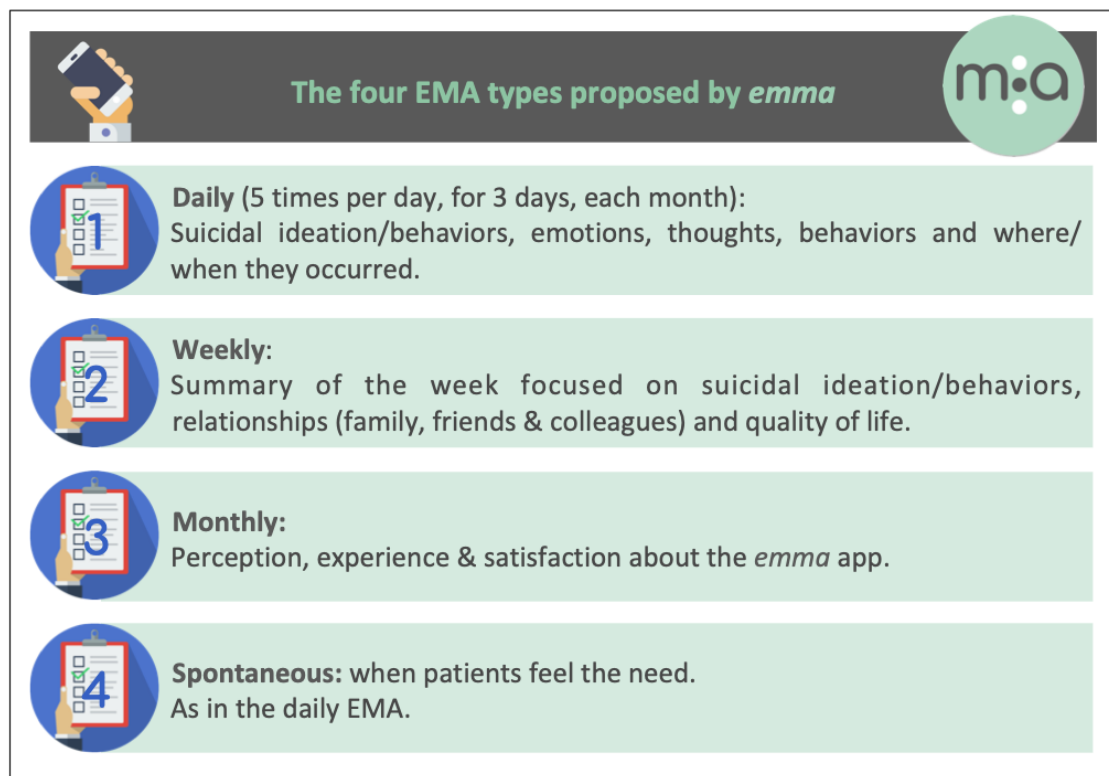 The four EMA types proposed by emma
m:a
1
Daily (5 times per day, for 3 days, each month):
Suicidal ideation/behaviors, emotions, thoughts, behaviors and where/
when they occurred.
2
Weekly:
Summary of the week focused on suicidal ideation/behaviors,
relationships (family, friends & colleagues) and quality of life.
3
Monthly:
Perception, experience & satisfaction about the emma app.
4
Spontaneous: when patients feel the need.
As in the daily EMA.